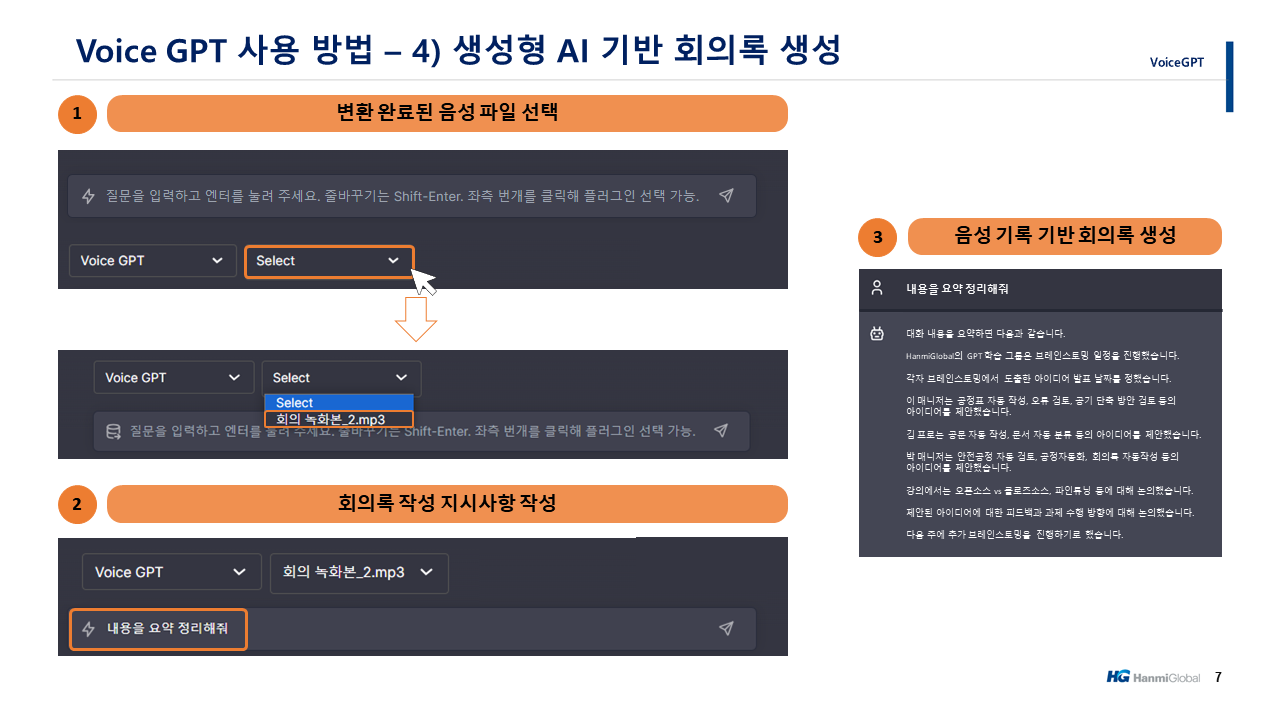 Voice GPT 사용 방법 – 4) 생성형 AI 기반 회의록 생성
VoiceGPT
1
변환 완료된 음성 파일 선택
질문을 입력하고 엔터를 눌러 주세요. 줄바꾸기는 Shift-Enter. 좌측 번개를 클릭해 플러그인 선택 가능.
Voice GPT
Select
Voice GPT
Select
Select
회의 녹화본_2.mp3
질문을 입력하고 엔터를 눌러 주세요. 줄바꾸기는 Shift-Enter. 좌측 번개를 클릭해 플러그인 선택 가능.
2
회의록 작성 지시사항 작성
Voice GPT
회의 녹화본_2.mp3
내용을 요약 정리해줘
3
음성 기록 기반 회의록 생성
내용을 요약 정리해줘
대화 내용을 요약하면 다음과 같습니다.
HanmiGlobal의 GPT 학습 그룹은 브레인스토밍 일정을 진행했습니다.
각자 브레인스토밍에서 도출한 아이디어 발표 날짜를 정했습니다.
이 매니저는 공정표 자동 작성, 오류 검토, 공기 단축 방안 검토 등의
아이디어를 제안했습니다.
김 프로는 공문 자동 작성, 문서 자동 분류 등의 아이디어를 제안했습니다.
박 매니저는 안전공정 자동 검토, 공정자동화, 회의록 자동작성 등의
아이디어를 제안했습니다.
강의에서는 오픈소스 vs 클로즈소스, 파인튜닝 등에 대해 논의했습니다.
제안된 아이디어에 대한 피드백과 과제 수행 방향에 대해 논의했습니다.
다음 주에 추가 브레인스토밍을 진행하기로 했습니다.
HG HanmiGlobal
7